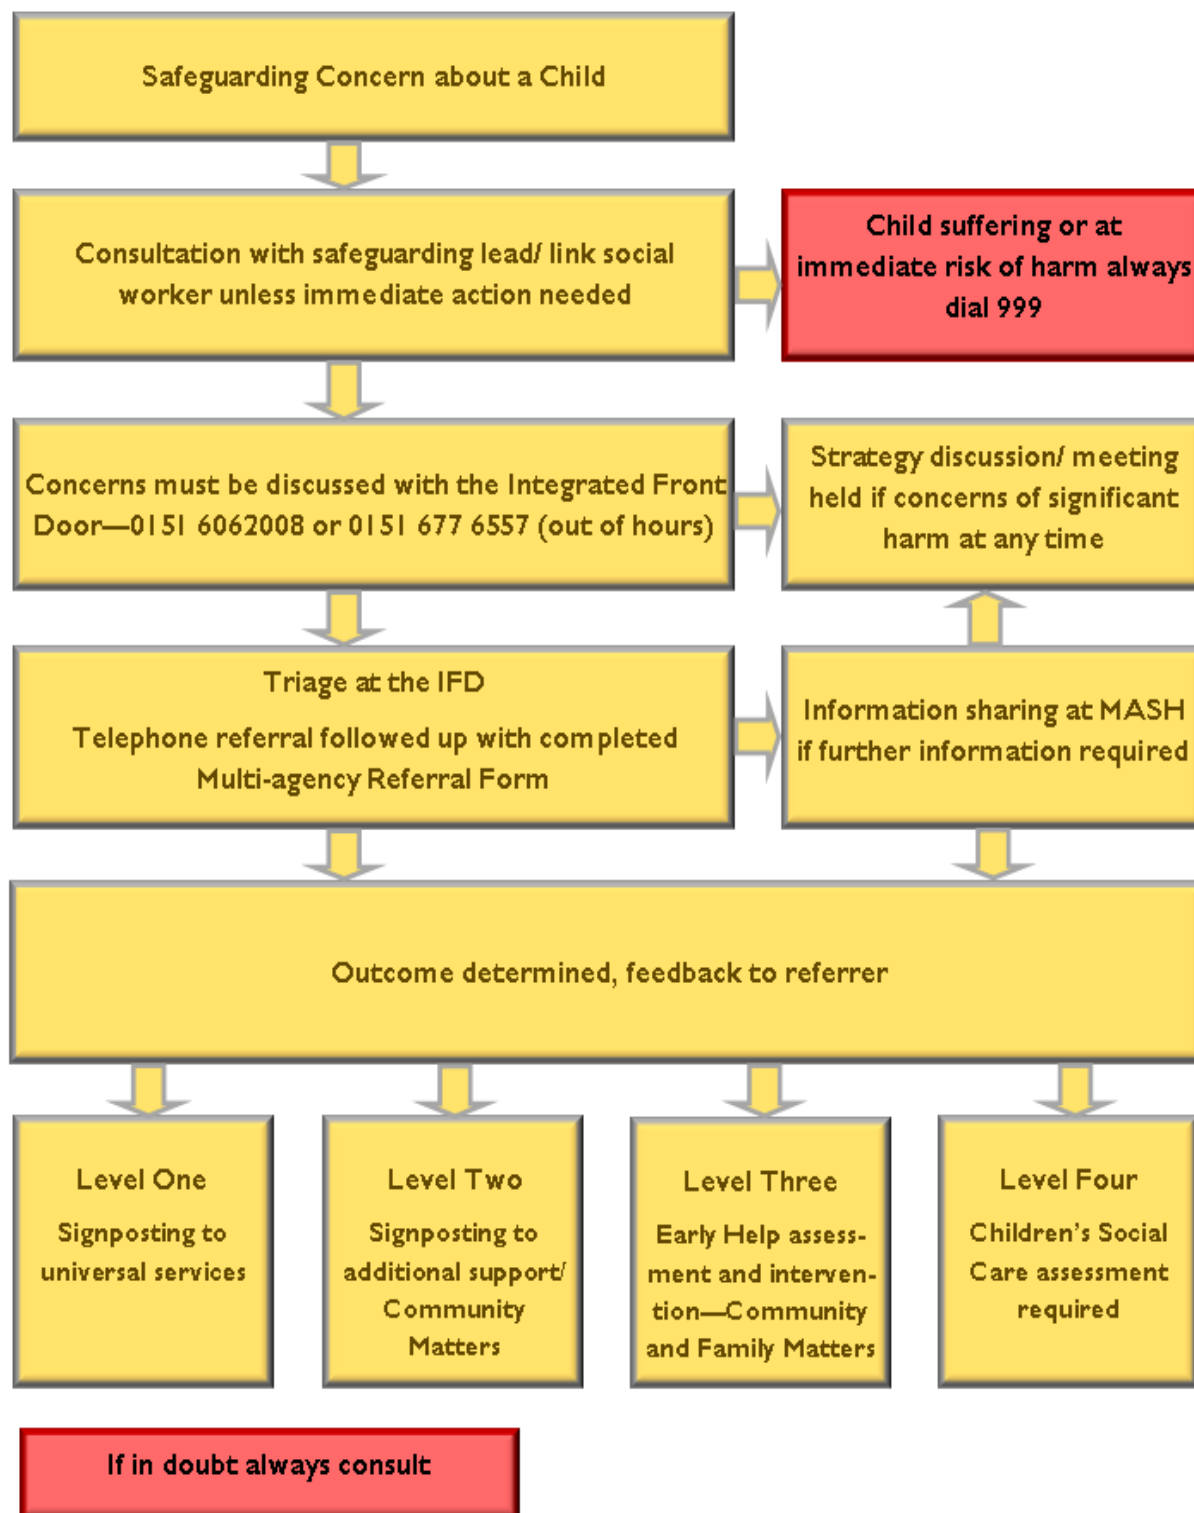 Safeguarding Concern about a Child
Consultation with safeguarding lead/ link social
worker unless immediate action needed
Child suffering or at
immediate risk of harm always
dial 999
Concerns must be discussed with the Integrated Front
Door—0151 6062008 or 0151 677 6557 (out of hours)
Strategy discussion/ meeting
held if concerns of significant
harm at any time
Triage at the IFD
Telephone referral followed up with completed
Multi-agency Referral Form
Information sharing at MASH
if further information required
Outcome determined, feedback to referrer
Level One
Signposting to
universal services
Level Two
Signposting to
additional support/
Community
Matters
Level Three
Early Help assess-
ment and interven-
tion—Community
and Family Matters
Level Four
Children’s Social
Care assessment
required
If in doubt always consult